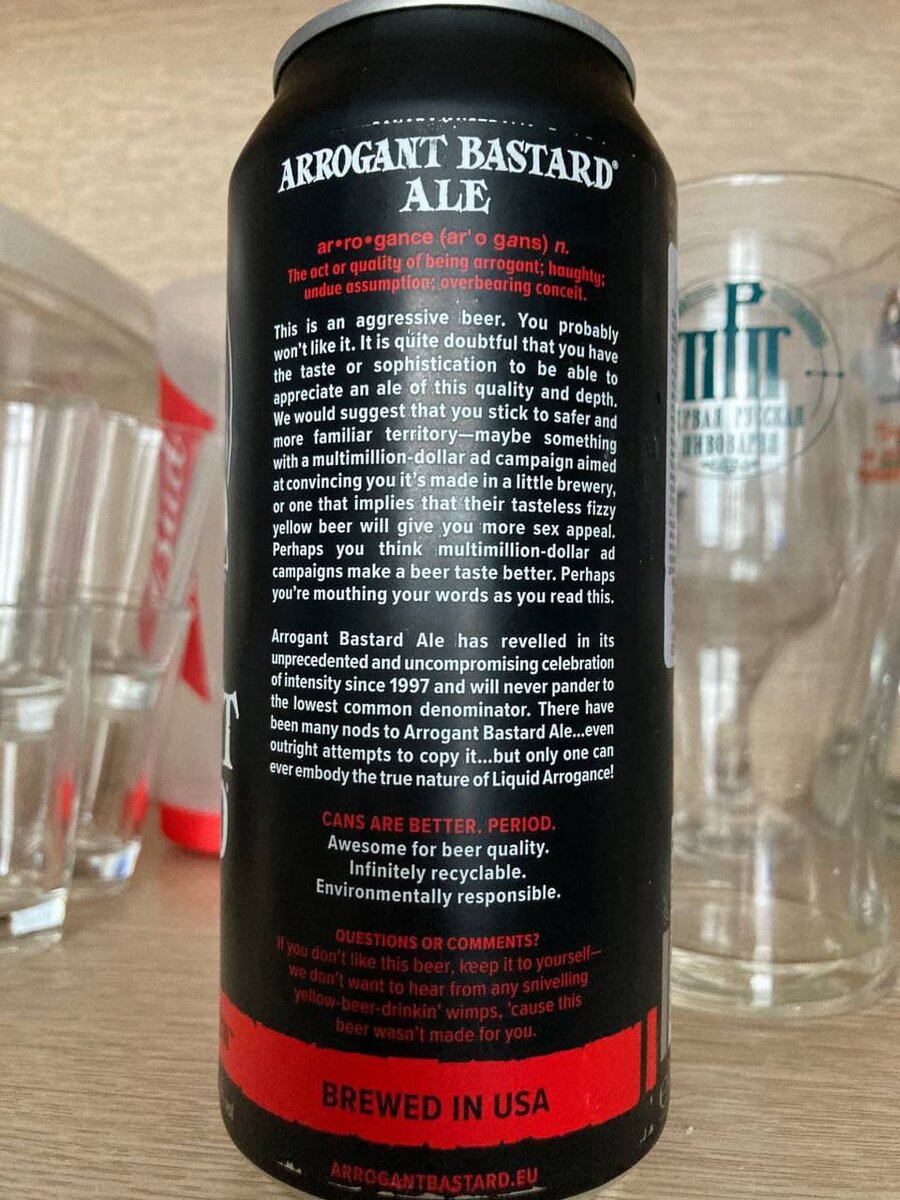 ARROGANT BASTARD®
ALE
ar•ro•gance (ar' o gans) n.
The act or quality of being arrogant; haughty;
undue assumption; overbearing conceit.
This is an aggressive beer. You probably
won't like it. It is quite doubtful that you have
the taste or sophistication to be able to
appreciate an ale of this quality and depth.
We would suggest that you stick to safer and
more familiar territory—maybe something
with a multimillion-dollar ad campaign aimed
at convincing you it's made in a little brewery,
or one that implies that their tasteless fizzy
yellow beer will give you more sex appeal.
Perhaps you think multimillion-dollar ad
campaigns make a beer taste better. Perhaps
you're mouthing your words as you read this.
Arrogant Bastard Ale has revelled in its
unprecedented and uncompromising celebration
of intensity since 1997 and will never pander to
the lowest common denominator. There have
been many nods to Arrogant Bastard Ale...even
outright attempts to copy it...but only one can
ever embody the true nature of Liquid Arrogance!
CANS ARE BETTER. PERIOD.
Awesome for beer quality.
Infinitely recyclable.
Environmentally responsible.
QUESTIONS OR COMMENTS?
If you don't like this beer, keep it to yourself—
we don't want to hear from any snivelling
yellow-beer-drinkin' wimps, 'cause this
beer wasn't made for you.
BREWED IN USA
ARROGANTBASTARD.EU
РУССКАЯ